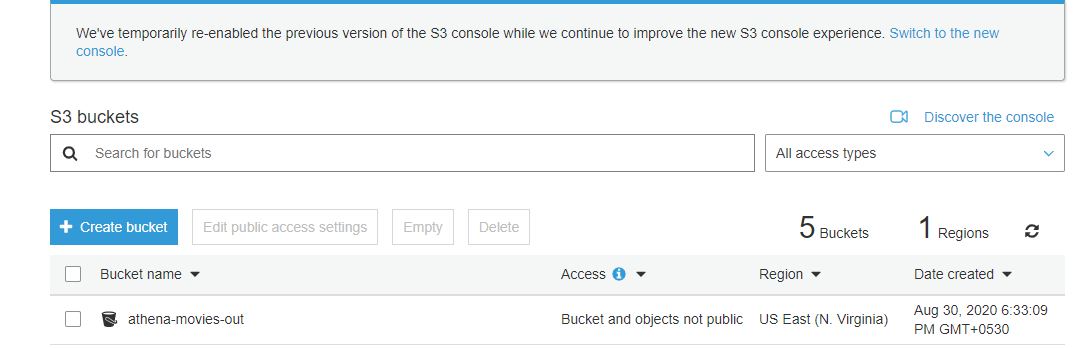 We've temporarily re-enabled the previous version of the S3 console while we continue to improve the new S3 console experience. Switch to the new
console.
S3 buckets
Discover the console
Search for buckets
All access types
Create bucket
Edit public access settings
Empty
Delete
5 Buckets
1 Regions
Bucket name
Access
Region
Date created
athena-movies-out
Bucket and objects not public
US East (N. Virginia)
Aug 30, 2020 6:33:09
PM GMT+0530